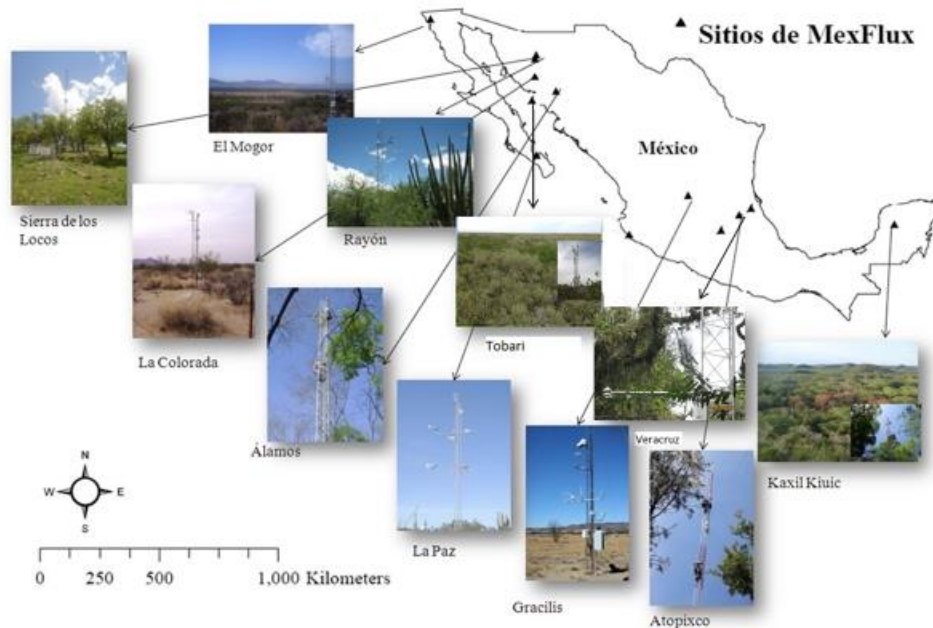 Sitios de MexFlux
México
El Mogor
Sierra de los
Locos
Rayón
La Colorada
Tobari
Álamos
Veracruz
Kaxil Kiuic
La Paz
Gracilis
Atopixco
N
W E
S
0 250 500 1,000 Kilometers